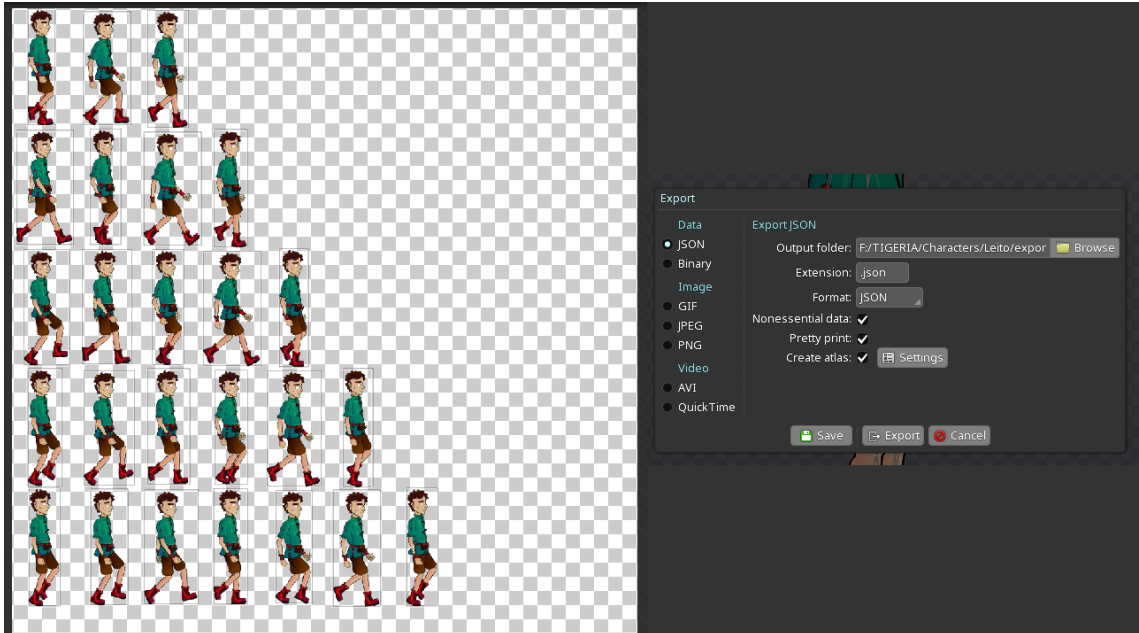 Export
Data
JSON
Binary
Image
GIF
JPEG
PNG
Video
AVI
QuickTime
Export JSON
Output folder: F:/TIGERIA/Characters/Leito/expor Browse
Extension: .json
Format: JSON
Nonessential data:
Pretty print:
Create atlas: Settings
Save Export Cancel